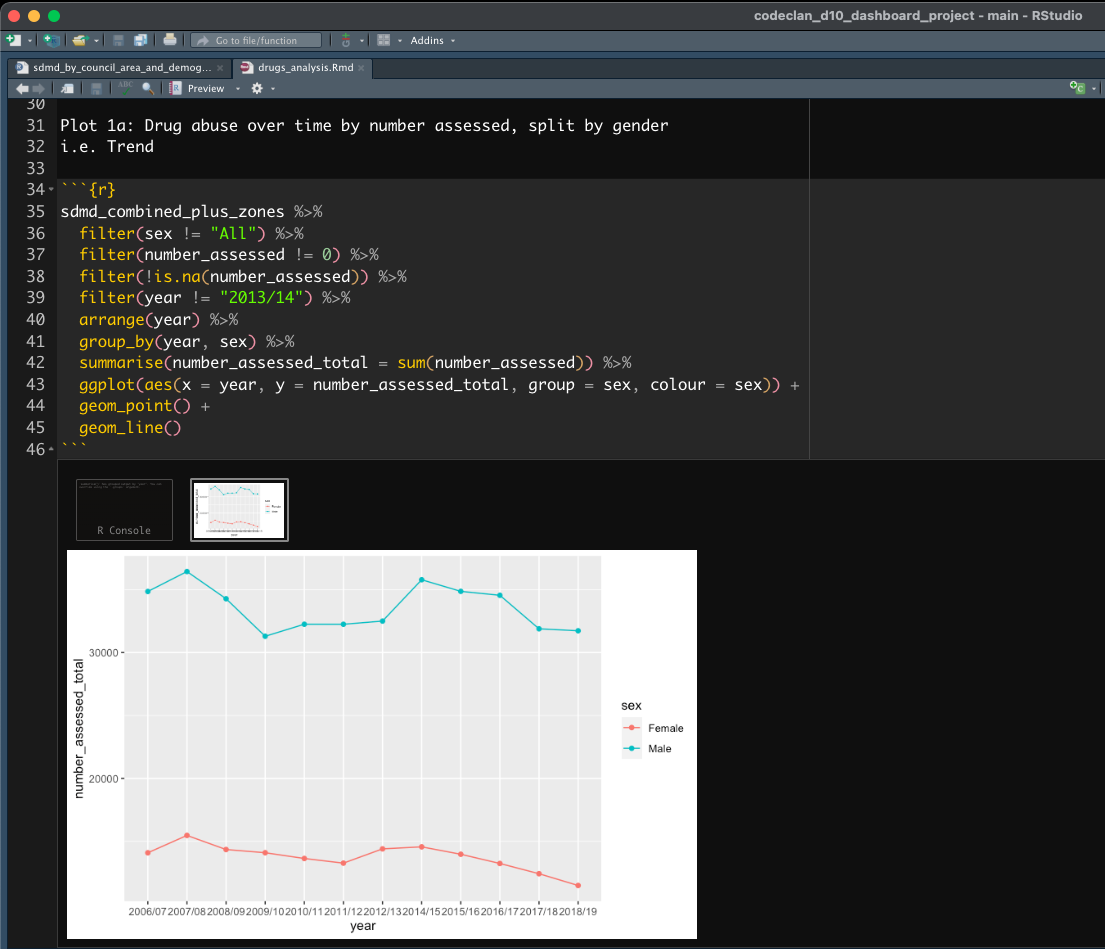 codeclan_d10_dashboard_project - main - RStudio
Go to file/function
Addins
sdmd_by_council_area_and_demog...
drugs_analysis.Rmd
ABC
Preview
30
31 Plot 1a: Drug abuse over time by number assessed, split by gender
32 i.e. Trend
33
34 ```{r}
35 sdmd_combined_plus_zones %>%
36 filter(sex != "All") %>%
37 filter(number_assessed != 0) %>%
38 filter(!is.na(number_assessed)) %>%
39 filter(year != "2013/14") %>%
40 arrange(year) %>%
41 group_by(year, sex) %>%
42 summarise(number_assessed_total = sum(number_assessed)) %>%
43 ggplot(aes(x = year, y = number_assessed_total, group = sex, colour = sex)) +
44 geom_point() +
45 geom_line()
46 ```
R Console
number_assessed_total
30000
20000
sex
Female
Male
2006/07 2007/08 2008/09 2009/10 2010/11 2011/12 2012/13 2014/15 2015/16 2016/17 2017/18 2018/19
year